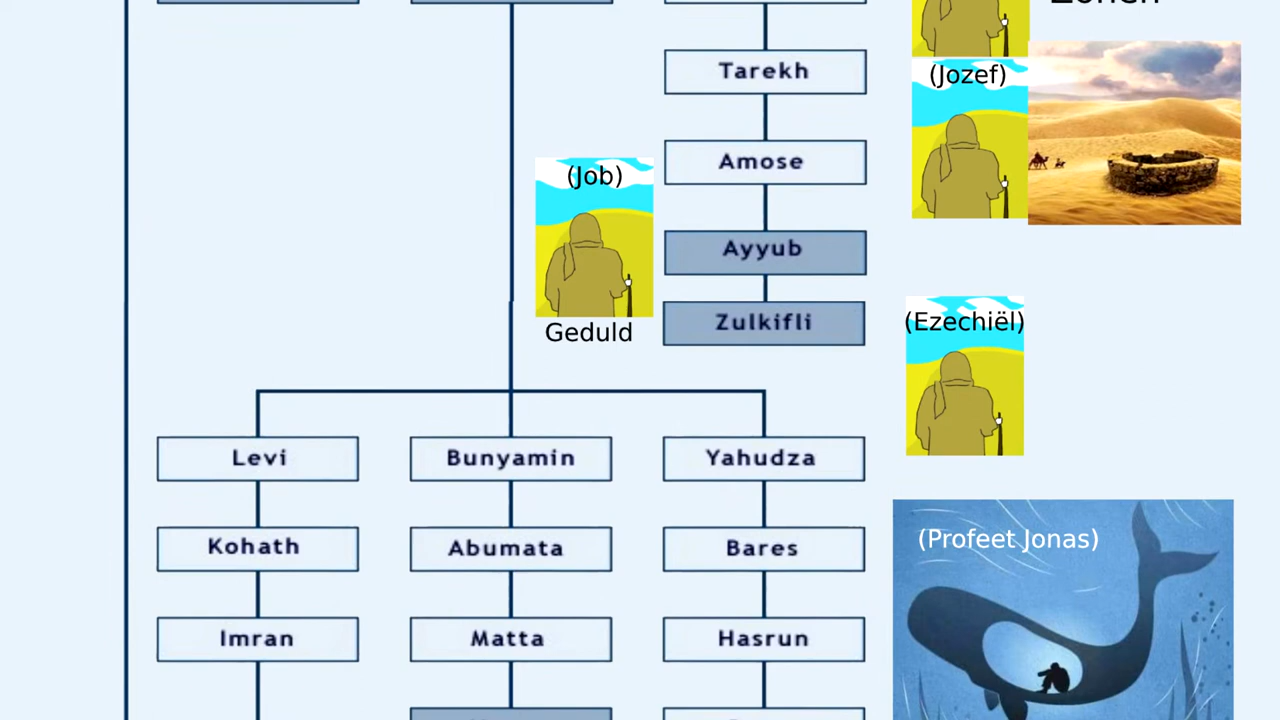 Zonen
Tarekh
(Jozef)
Amose
(Job)
Ayyub
Geduld
Zulkifli
(Ezechiël)
Levi
Bunyamin
Yahudza
Kohath
Abumata
Bares
(Profeet Jonas)
Imran
Matta
Hasrun